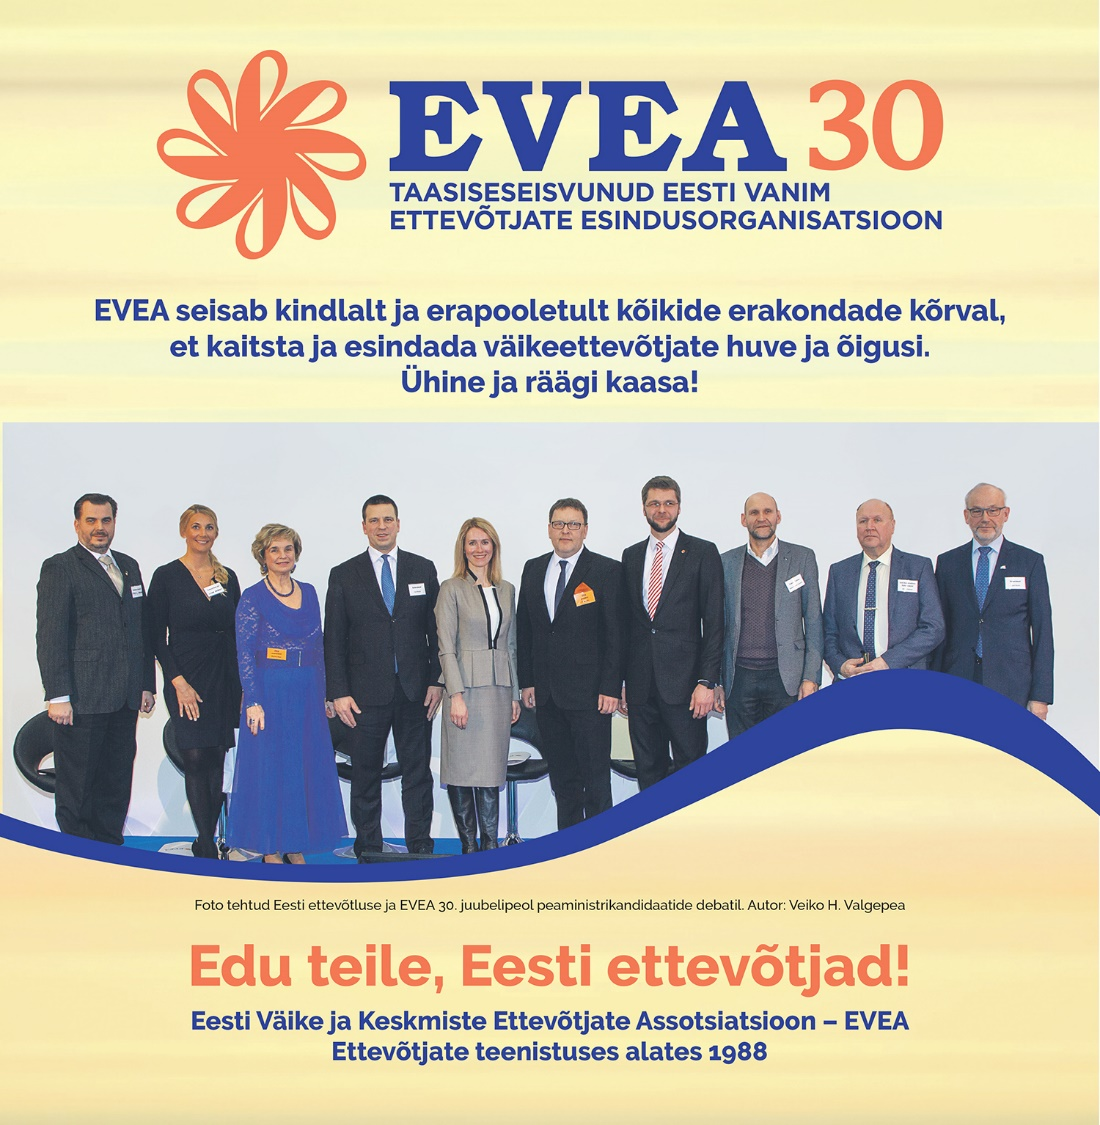 EVEA 30
TAASISESEISVUNUD EESTI VANIM
ETTEVÕTJATE ESINDUSORGANISATSIOON
EVEA seisab kindlalt ja erapooletult kõikide erakondade kõrval,
et kaitsta ja esindada väikeettevõtjate huve ja õigusi.
Ühine ja räägi kaasa!
Foto tehtud Eesti ettevõtluse ja EVEA 30. juubelipeol peaministrikandidaatide debatil. Autor: Veiko H. Valgepea
Edu teile, Eesti ettevõtjad!
Eesti Väike ja Keskmiste Ettevõtjate Assotsiatsioon – EVEA
Ettevõtjate teenistuses alates 1988